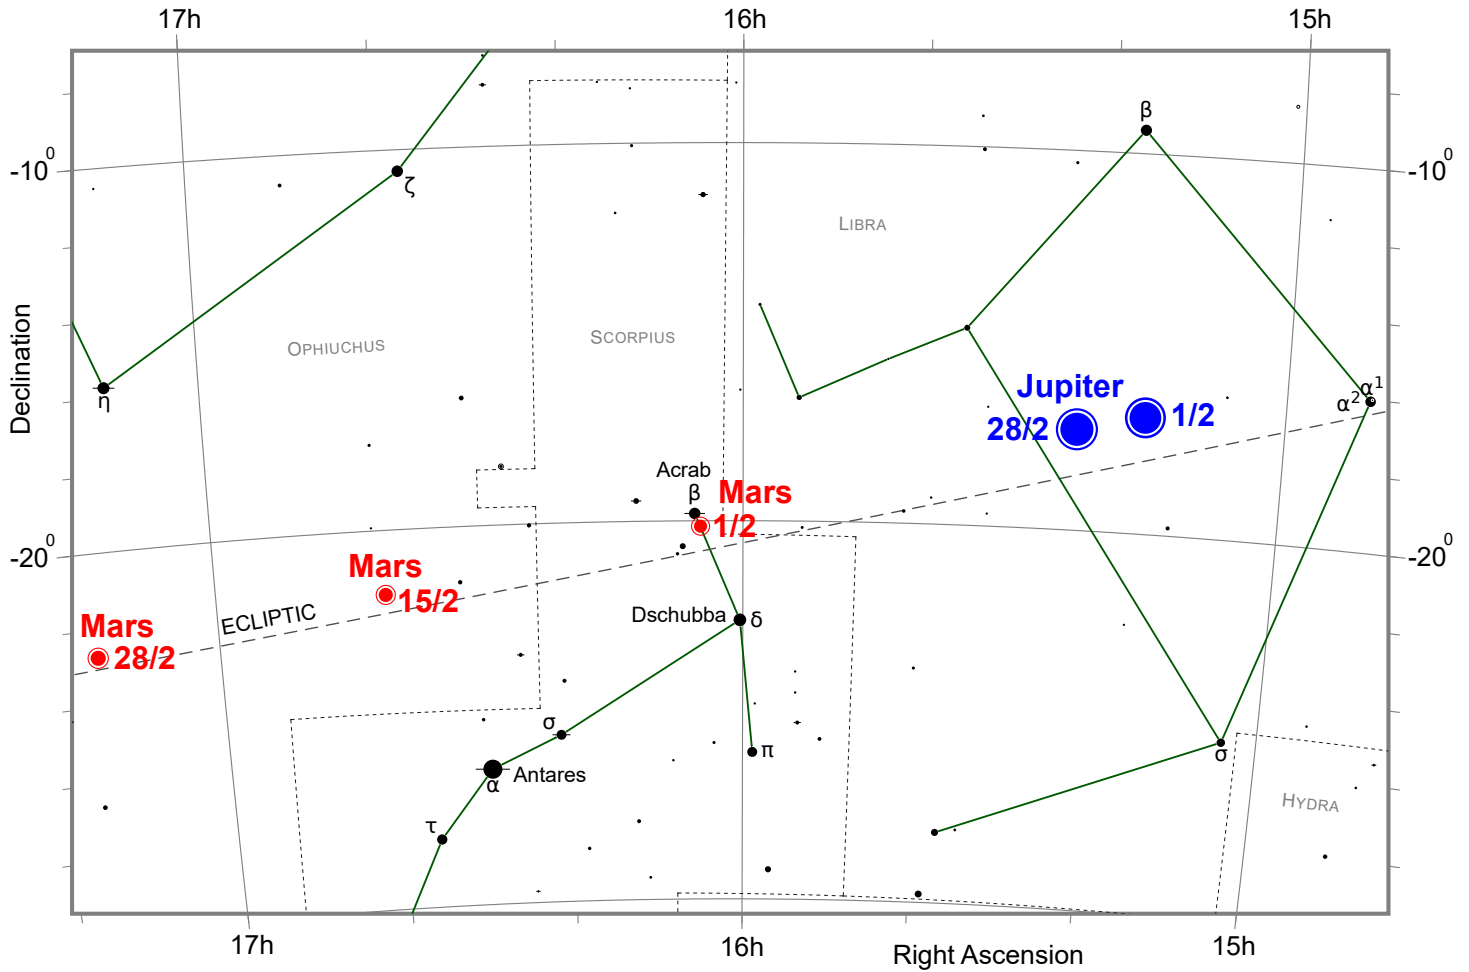 17h
16h
15h
β
-10⁰
-10⁰
ζ
LIBRA
SCORPIUS
OPHIUCHUS
Declination
Jupiter
α¹
α²
28/2
1/2
η
Acrab
β
Mars
1/2
-20⁰
-20⁰
Mars
15/2
ECLIPTIC
Dschubba
δ
Mars
28/2
σ
π
σ
Antares
α
HYDRA
τ
17h
16h
Right Ascension
15h